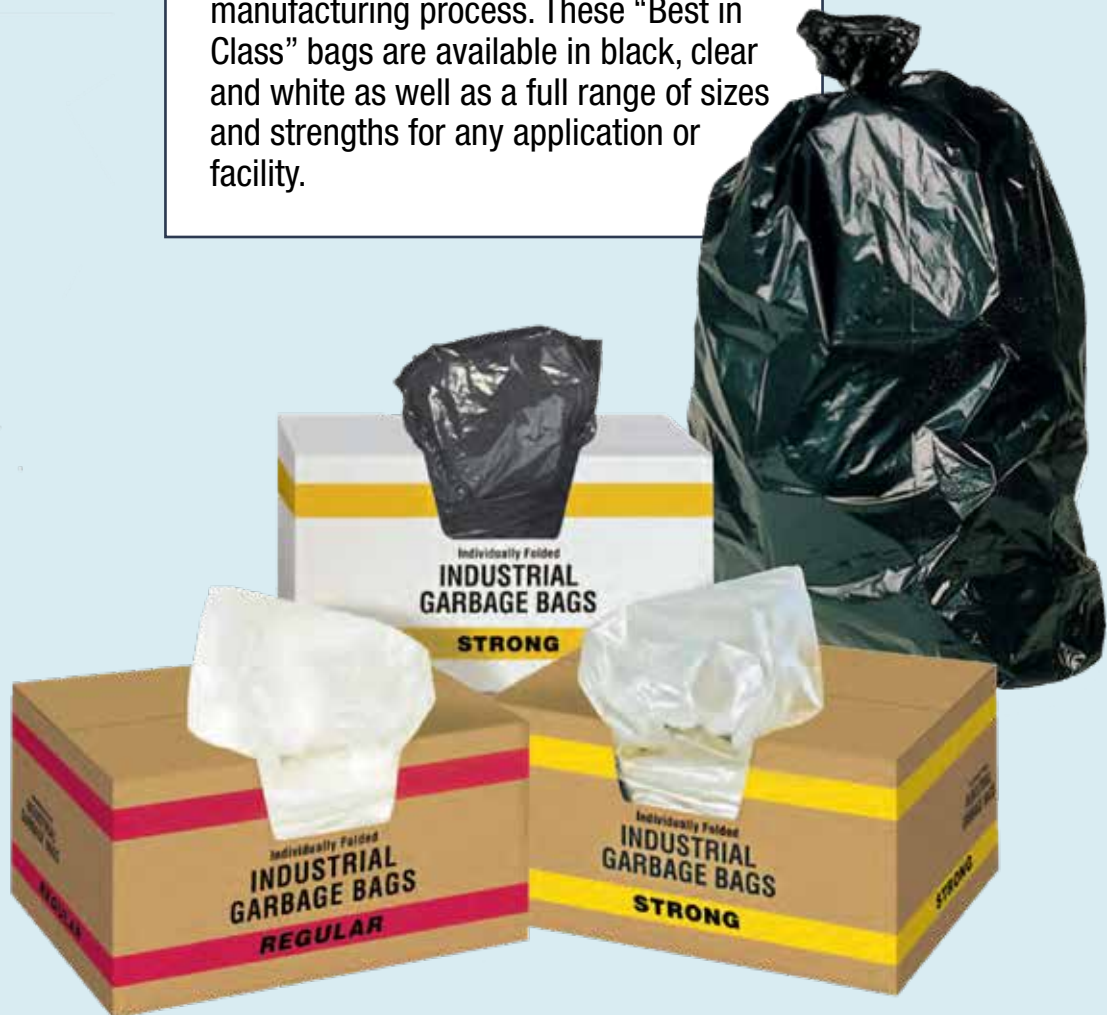 manufacturing process. These “Best in
Class” bags are available in black, clear
and white as well as a full range of sizes
and strengths for any application or
facility.
Individually Folded
INDUSTRIAL
GARBAGE BAGS
STRONG
Individually Folded
INDUSTRIAL
GARBAGE BAGS
REGULAR
REGULAR
Individually Folded
INDUSTRIAL
GARBAGE BAGS
STRONG
STRONG